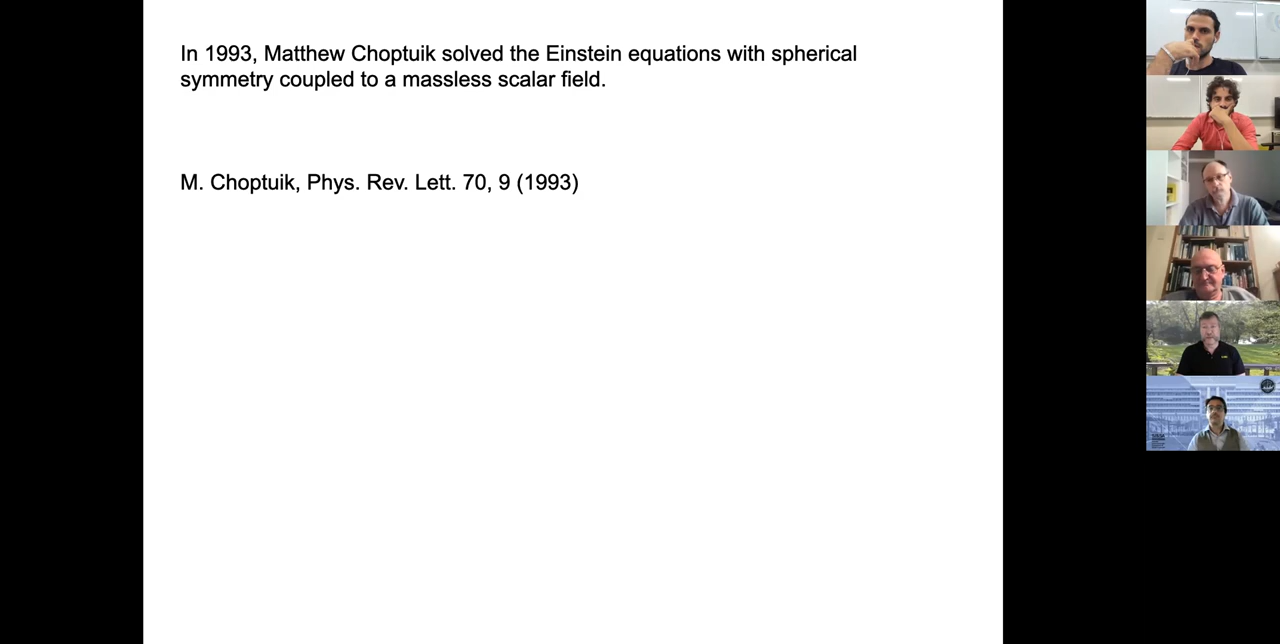 In 1993, Matthew Choptuik solved the Einstein equations with spherical
symmetry coupled to a massless scalar field.
M. Choptuik, Phys. Rev. Lett. 70, 9 (1993)